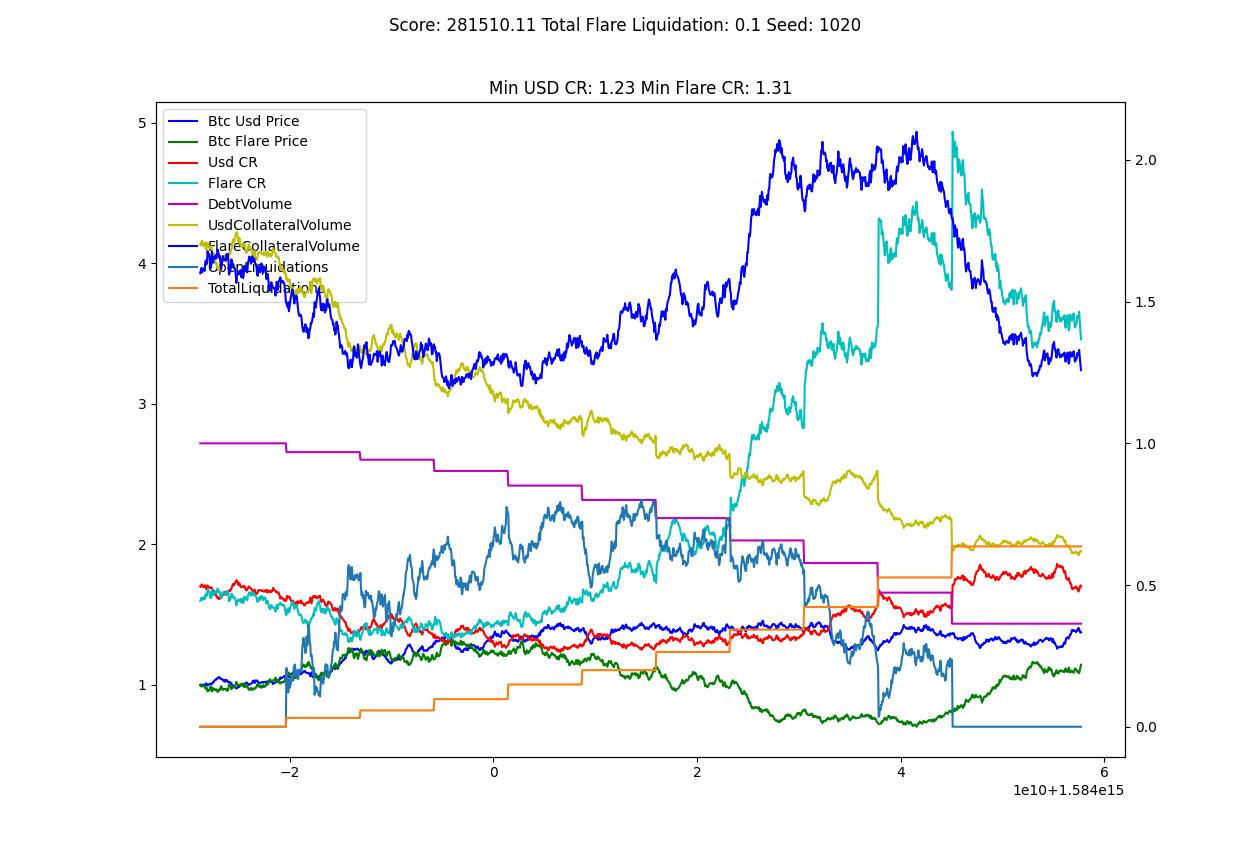 Score: 281510.11 Total Flare Liquidation: 0.1 Seed: 1020
Min USD CR: 1.23 Min Flare CR: 1.31
Btc Usd Price
Btc Flare Price
Usd CR
Flare CR
DebtVolume
UsdCollateralVolume
FlareCollateralVolume
OpenLiquidations
TotalLiquidations
5
4
3
2
1
2.0
1.5
1.0
0.5
0.0
−2
0
2
4
6
1e10+1.584e15